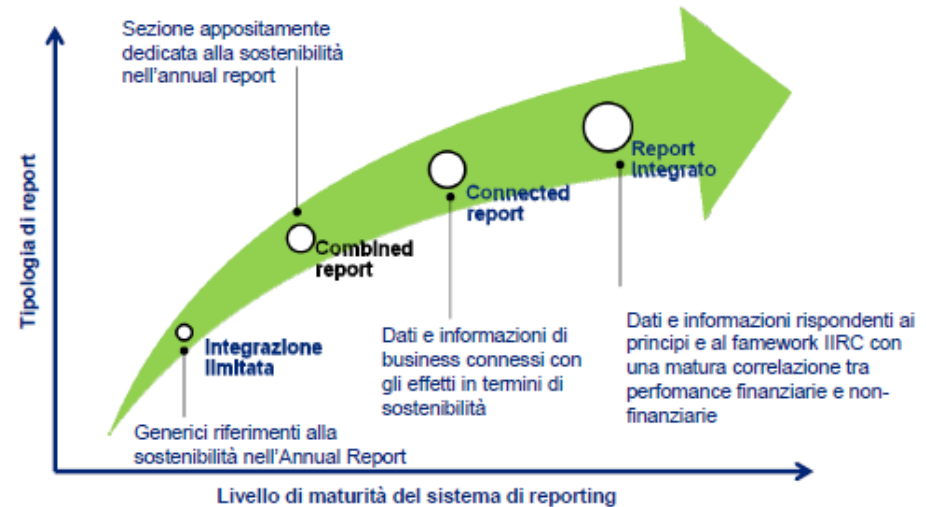 Sezione appositamente
dedicata alla sostenibilità
nell'annual report
Tipologia di report
Report
Integrato
Connected
report
Combined
report
Integrazione
limitata
Dati e informazioni di
business connessi con
gli effetti in termini di
sostenibilità
Dati e informazioni rispondenti ai
principi e al famework IIRC con
una matura correlazione tra
perfomance finanziarie e non-
finanziarie
Generici riferimenti alla
sostenibilità nell'Annual Report
Livello di maturità del sistema di reporting